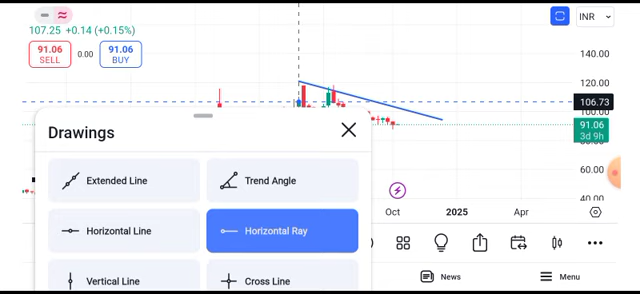 107.25 +0.14 (+0.15%)
INR
91.06
SELL
0.00
91.06
BUY
140.00
120.00
106.73
91.06
3d 9h
80.00
60.00
40.00
Drawings
Extended Line
Trend Angle
Horizontal Line
Horizontal Ray
Vertical Line
Cross Line
Oct
2025
Apr
News
Menu